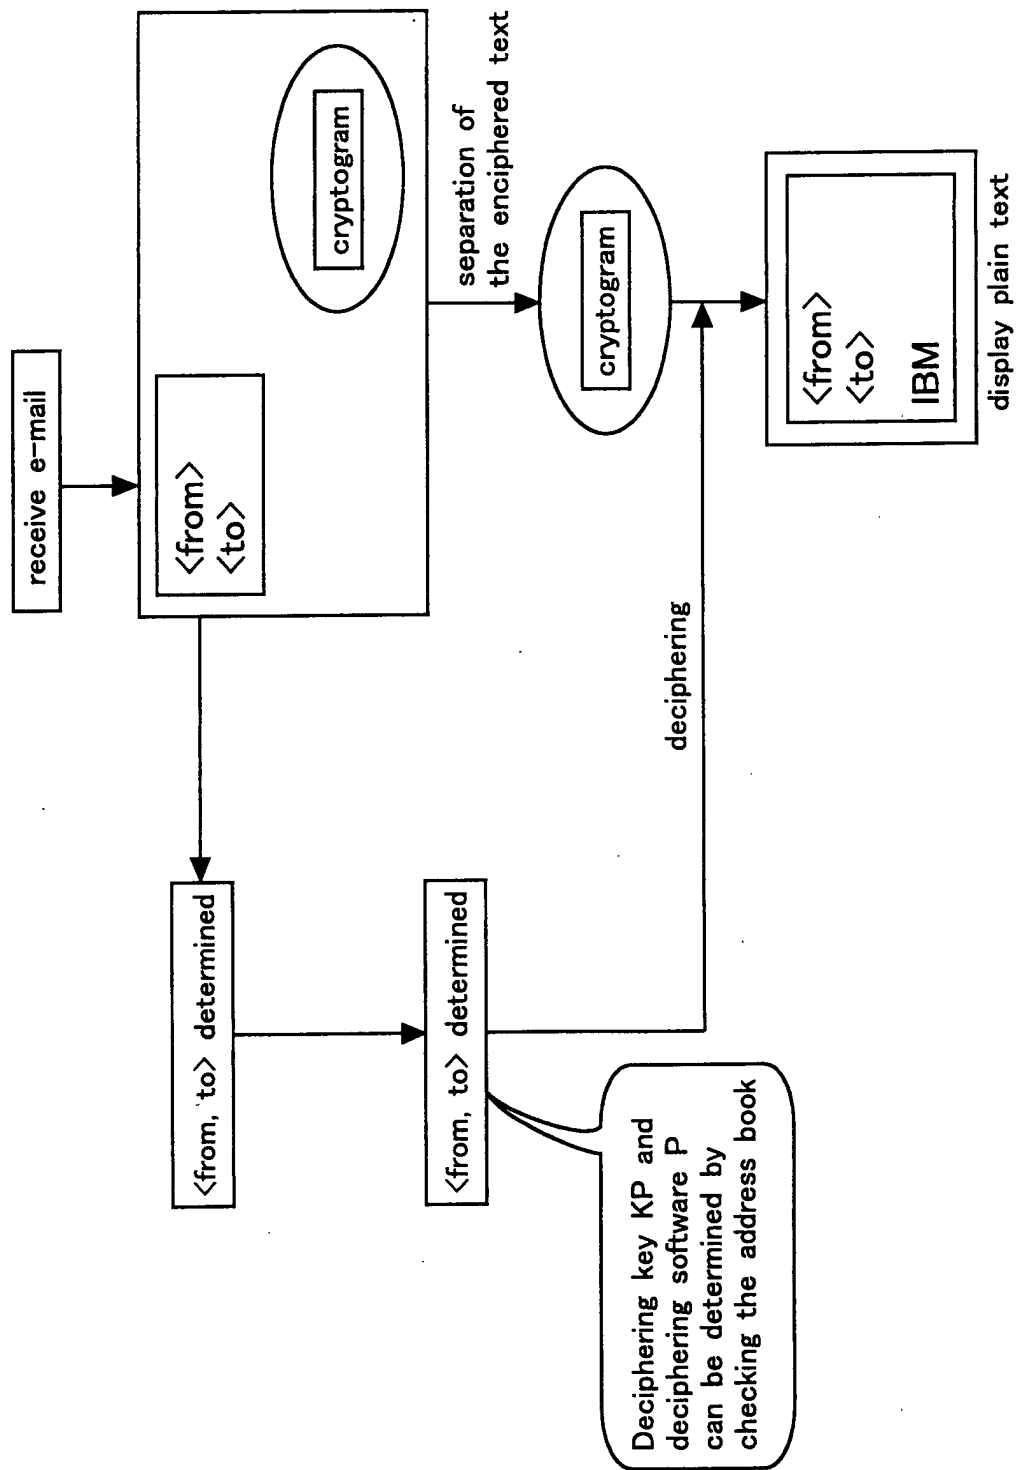 receive e-mail
<from>
<to>
cryptogram
separation of
the enciphered text
cryptogram
<from, to> determined
<from, to> determined
Deciphering key KP and
deciphering software P
can be determined by
checking the address book
deciphering
<from>
<to>
IBM
display plain text